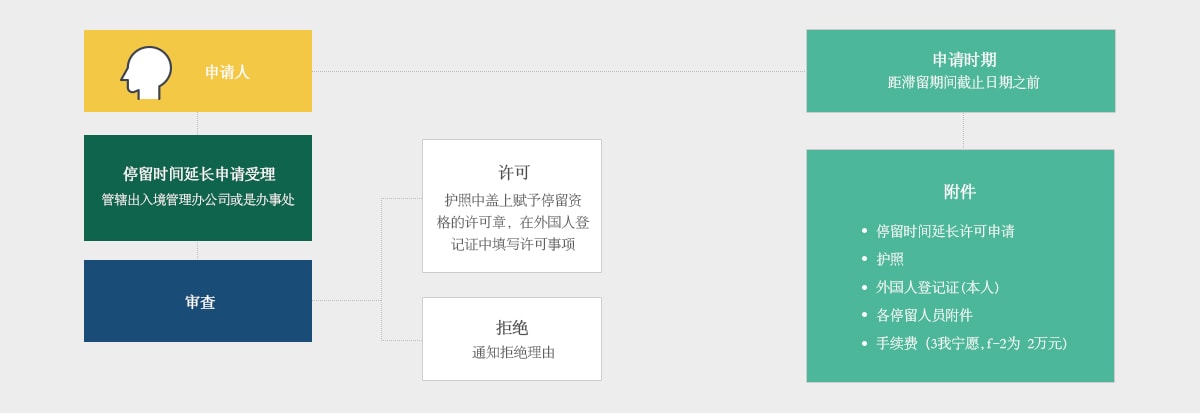 申请人
停留时间延长申请受理
管辖出入境管理办公司或是办事处
审查
许可
护照中盖上赋予停留资
格的许可章, 在外国人登
记证中填写许可事项
拒绝
通知拒绝理由
申请时期
距滞留期间截止日期之前
附件
• 停留时间延长许可申请
• 护照
• 外国人登记证(本人)
• 各停留人员附件
• 手续费 (3我宁愿,f-2为 2万元)